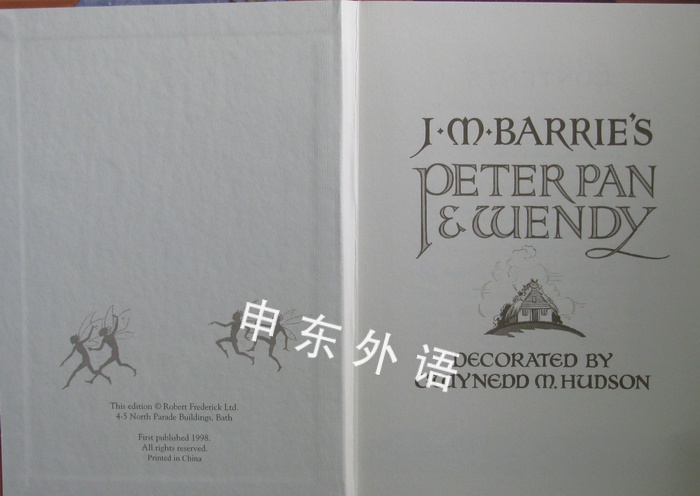 This edition © Robert Frederick Ltd.
4-5 North Parade Buildings, Bath
First published 1998.
All rights reserved.
Printed in China
J·M·BARRIE'S
PETER PAN
& WENDY
DECORATED BY
GWYNEDD M. HUDSON
申东外语